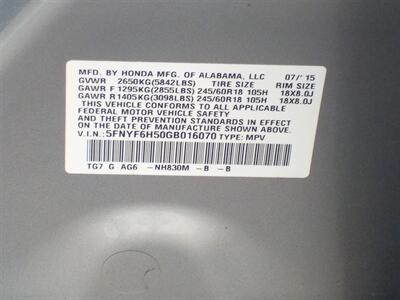 MFD. BY HONDA MFG. OF ALABAMA, LLC 07/'15
GVWR 2650KG(5842LBS) TIRE SIZE RIM SIZE
GAWR F 1295KG(2855LBS) 245/60R18 105H 18X8.0J
GAWR R 1405KG(3098LBS) 245/60R18 105H 18X8.0J
THIS VEHICLE CONFORMS TO ALL APPLICABLE
FEDERAL MOTOR VEHICLE SAFETY
AND THEFT PREVENTION STANDARDS IN EFFECT
ON THE DATE OF MANUFACTURE SHOWN ABOVE.
V.I.N.: 5FNYF6H50GB016070 TYPE: MPV
TG7 G AG6 -NH830M -B -B